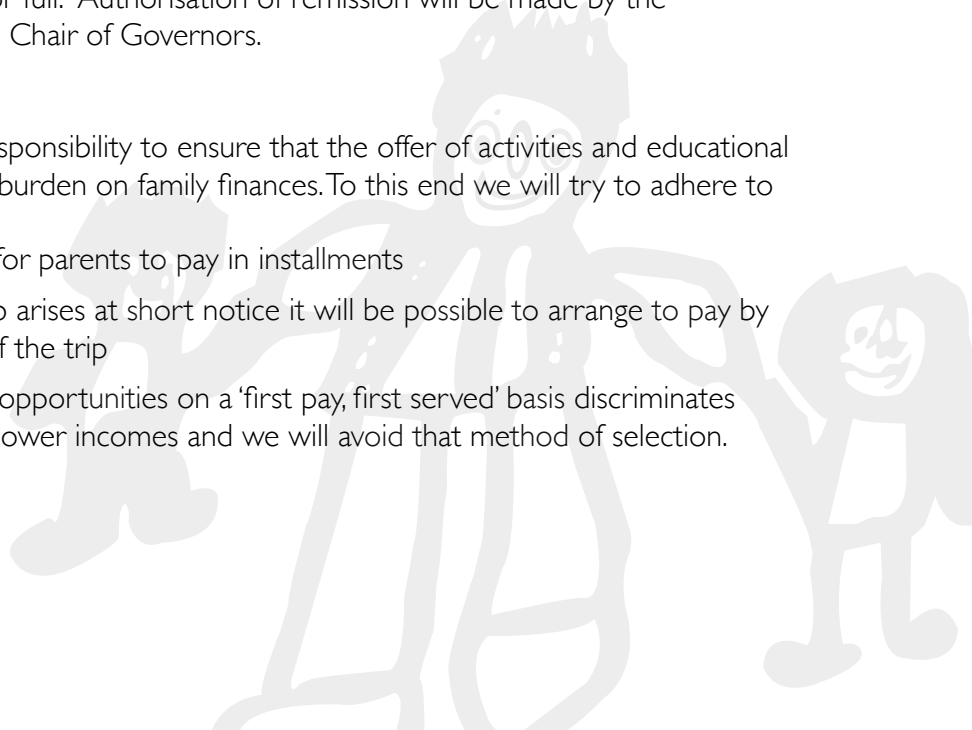 or full. Authorisation of remission will be made by the
Chair of Governors.
sponsibility to ensure that the offer of activities and educational
burden on family finances. To this end we will try to adhere to
for parents to pay in installments
o arises at short notice it will be possible to arrange to pay by
f the trip
opportunities on a ‘first pay, first served’ basis discriminates
ower incomes and we will avoid that method of selection.